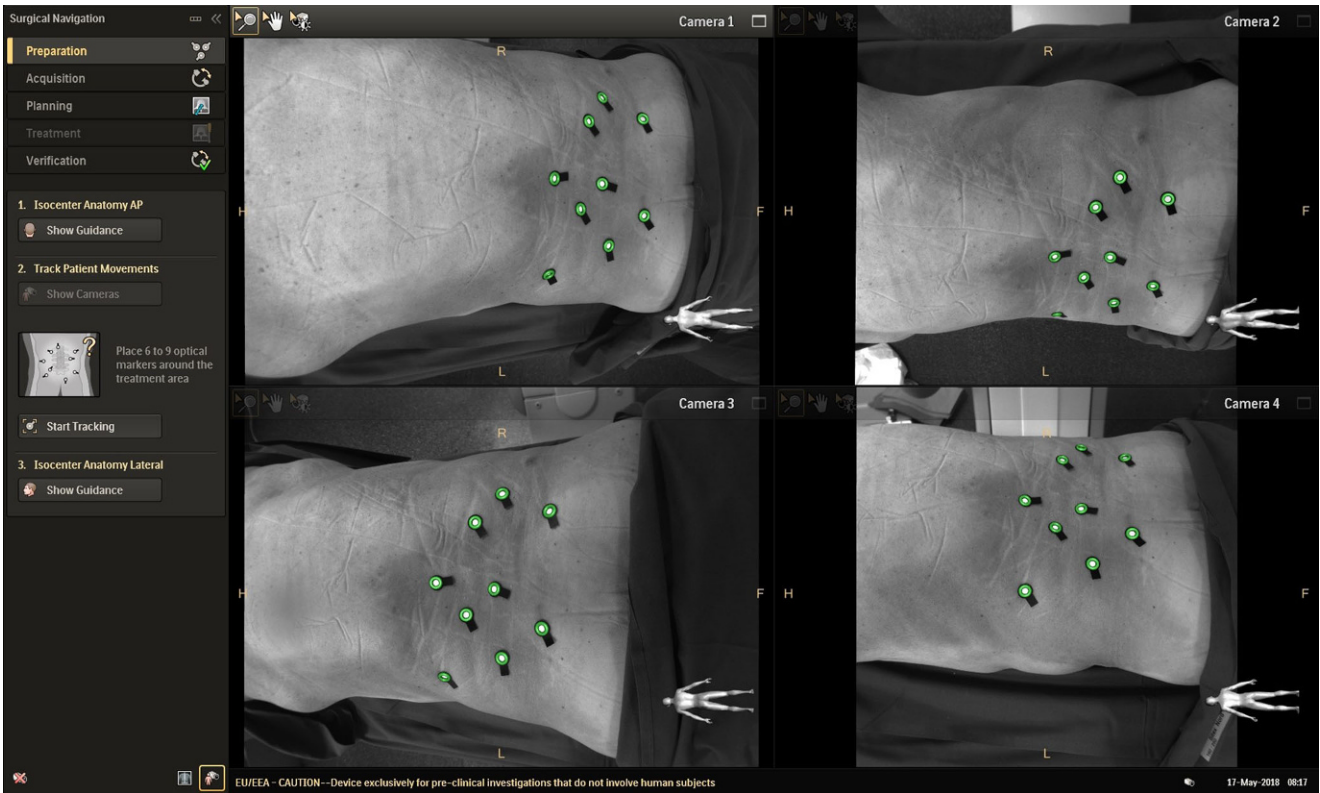 Surgical Navigation
Preparation
Acquisition
Planning
Treatment
Verification
1. Isocenter Anatomy AP
Show Guidance
2. Track Patient Movements
Show Cameras
?
Place 6 to 9 optical
markers around the
treatment area
Start Tracking
3. Isocenter Anatomy Lateral
Show Guidance
Camera 1
R
H
F
L
Camera 2
R
H
F
L
Camera 3
R
H
F
L
Camera 4
R
H
F
L
EU/EEA - CAUTION--Device exclusively for pre-clinical investigations that do not involve human subjects
17-May-2018 08:17